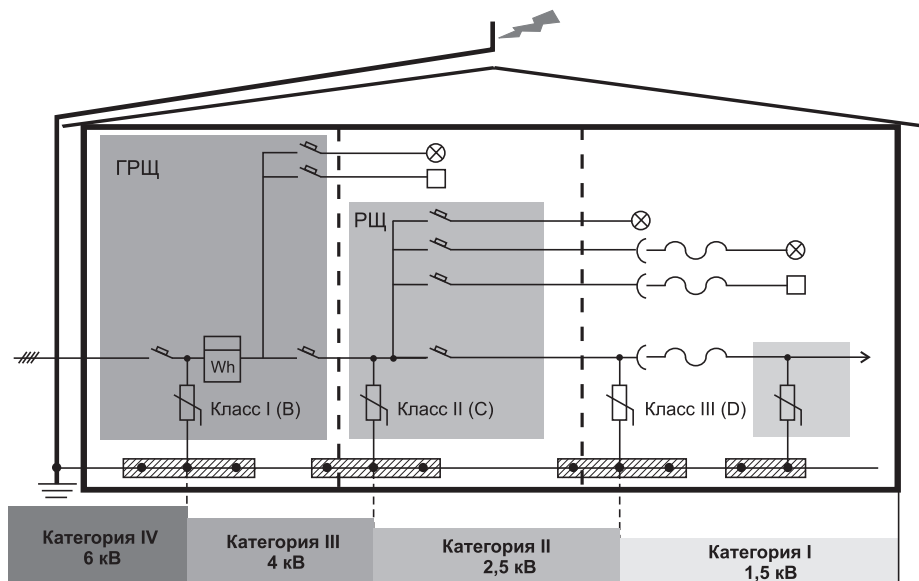 ГРЩ
РЩ
Wh
Класс I (B)
Класс II (C)
Класс III (D)
Категория IV
6 кВ
Категория III
4 кВ
Категория II
2,5 кВ
Категория I
1,5 кВ